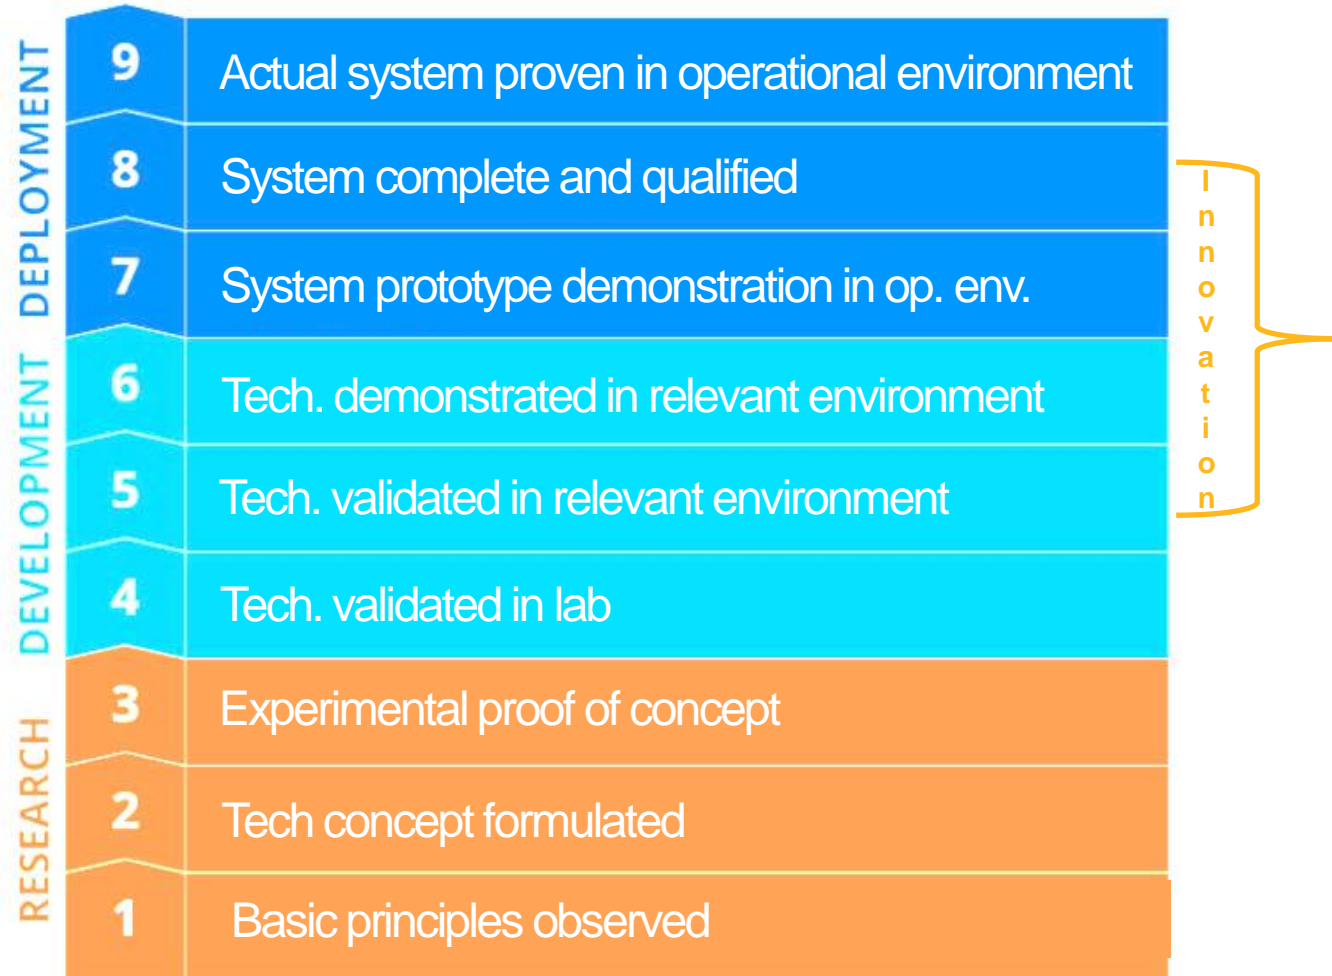 DEPLOYMENT
9 Actual system proven in operational environment
8 System complete and qualified
7 System prototype demonstration in op. env.
DEVELOPMENT
6 Tech. demonstrated in relevant environment
5 Tech. validated in relevant environment
4 Tech. validated in lab
RESEARCH
3 Experimental proof of concept
2 Tech concept formulated
1 Basic principles observed
Innovation